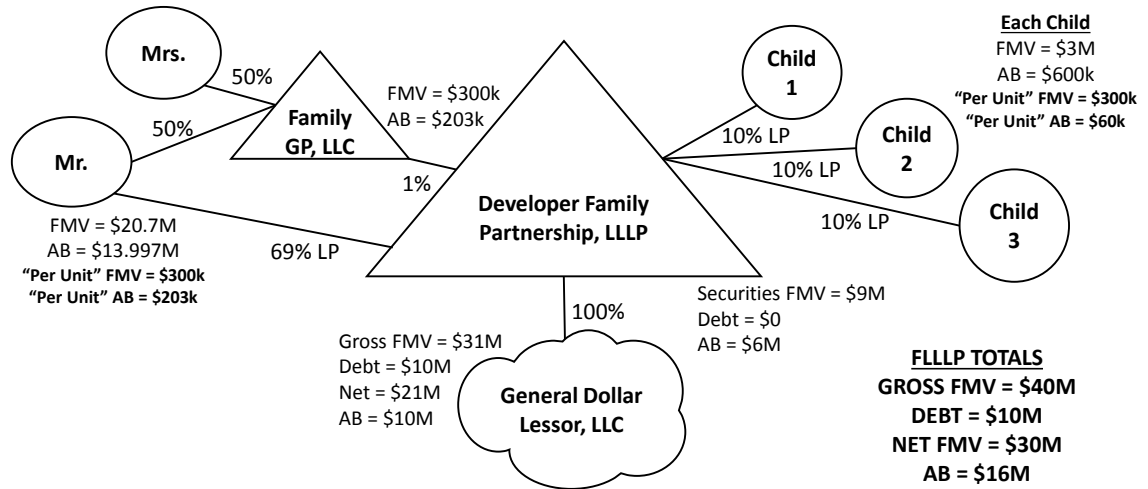 Mrs.
50%
50%
Mr.
Family
GP, LLC
FMV = $300k
AB = $203k
1%
FMV = $20.7M
AB = $13.997M
“Per Unit” FMV = $300k
“Per Unit” AB = $203k
69% LP
Developer Family
Partnership, LLLP
Child
1
10% LP
Child
2
10% LP
Child
3
10% LP
Each Child
FMV = $3M
AB = $600k
“Per Unit” FMV = $300k
“Per Unit” AB = $60k
100%
Gross FMV = $31M
Debt = $10M
Net = $21M
AB = $10M
General Dollar
Lessor, LLC
Securities FMV = $9M
Debt = $0
AB = $6M
FLLLP TOTALS
GROSS FMV = $40M
DEBT = $10M
NET FMV = $30M
AB = $16M